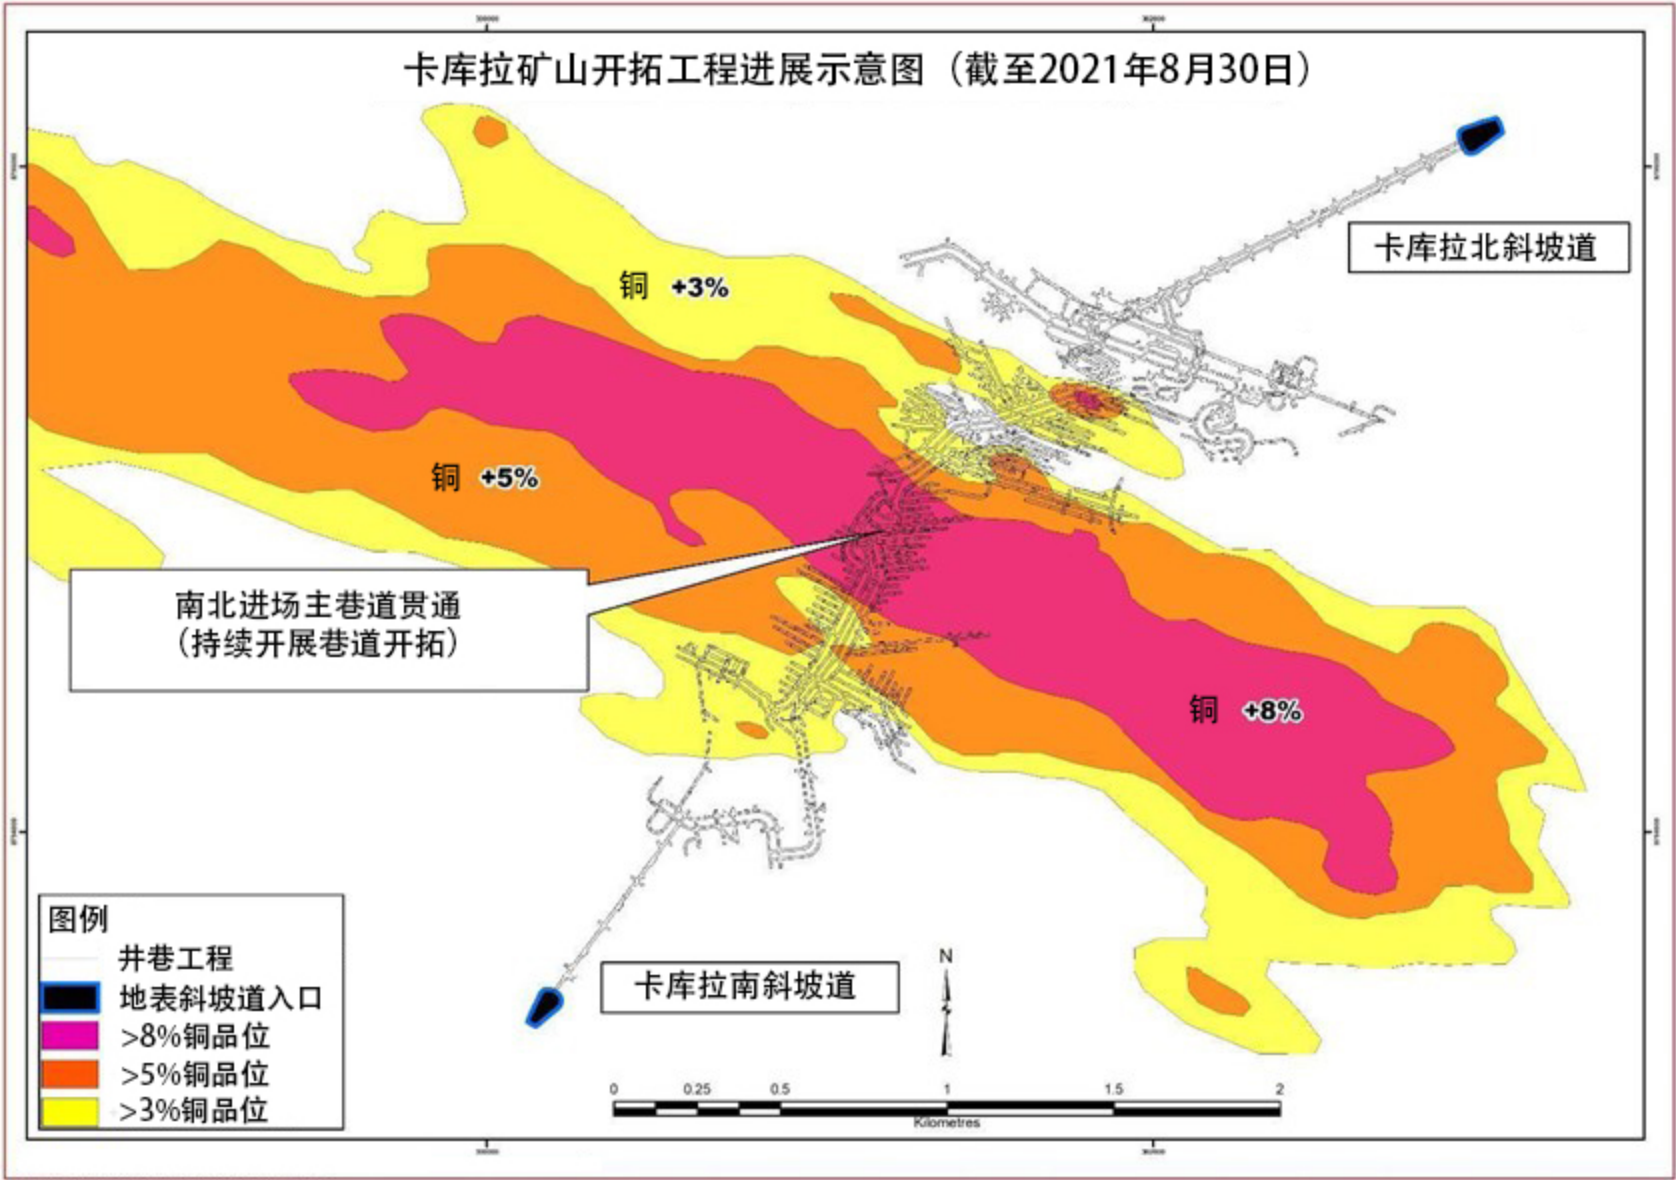 卡库拉矿山开拓工程进展示意图（截至2021年8月30日）
卡库拉北斜坡道
铜 +3%
铜 +5%
南北进场主巷道贯通
（持续开展巷道开拓）
铜 +8%
图例
井巷工程
地表斜坡道入口
>8%铜品位
>5%铜品位
>3%铜品位
卡库拉南斜坡道
N
0 0.25 0.5 1 1.5 2
Kilometres